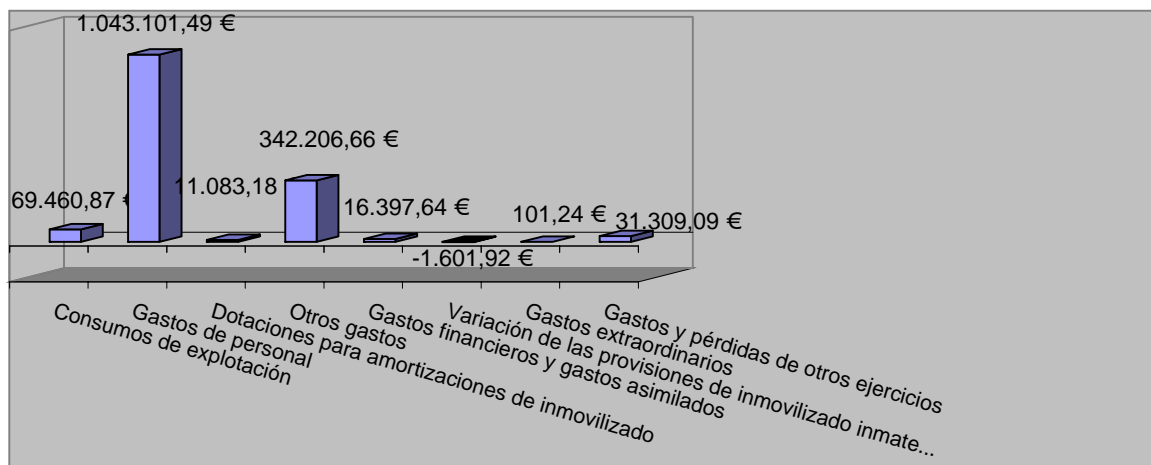 1.043.101,49 €
342.206,66 €
69.460,87 €
11.083,18
16.397,64 €
101,24 €
31.309,09 €
-1.601,92 €
Consumos de explotación
Gastos de personal
Dotaciones para amortizaciones de inmovilizado
Otros gastos
Gastos financieros y gastos asimilados
Variación de las provisiones de inmovilizado inmate...
Gastos extraordinarios
Gastos y pérdidas de otros ejercicios